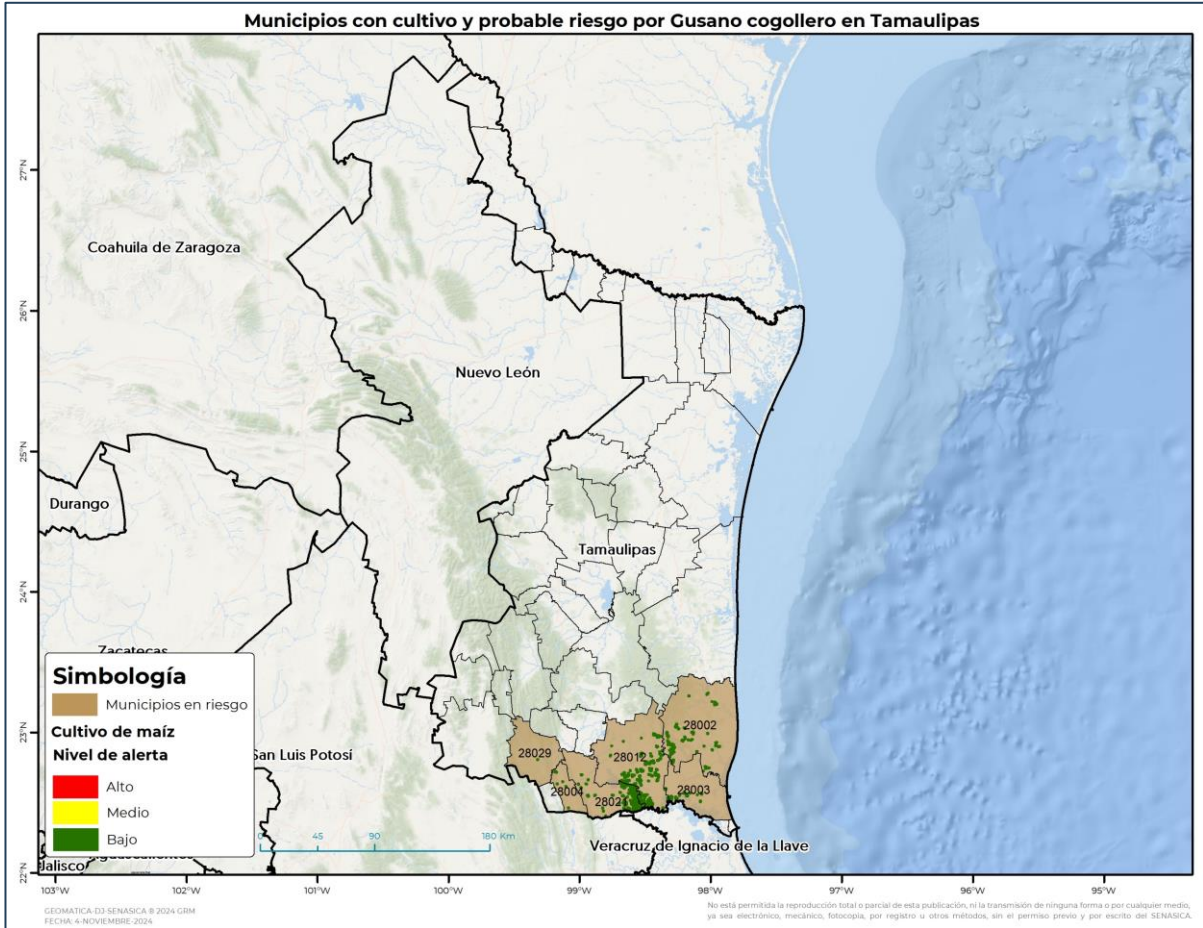 Municipios con cultivo y probable riesgo por Gusano cogollero en Tamaulipas
27°N
26°N
25°N
24°N
23°N
22°N
Coahuila de Zaragoza
Nuevo León
Durango
Tamaulipas
Zacatecas
San Luis Potosí
Jalisco
Veracruz de Ignacio de la Llave
28002
28029
28012
28004
28003
Simbología
Municipios en riesgo
Cultivo de maíz
Nivel de alerta
Alto
Medio
Bajo
0 45 90 180 Km
103°W 102°W 101°W 100°W 99°W 98°W 97°W 96°W 95°W
GEOMATICA-DJ-SENASICA ® 2024 GRM
FECHA: 4-NOVIEMBRE-2024
No está permitida la reproducción total o parcial de esta publicación, ni la transmisión de ninguna forma o por cualquier medio,
ya sea electrónico, mecánico, fotocopia, por registro u otros métodos, sin el permiso previo y por escrito del SENASICA.